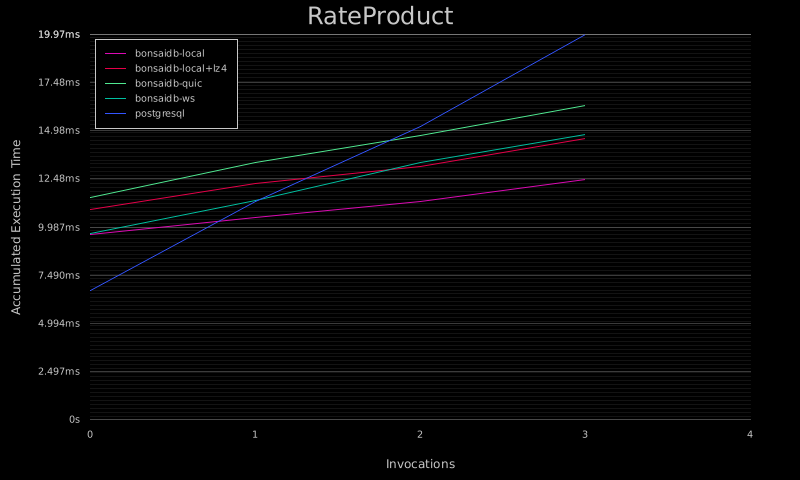 RateProduct
19.97ms
bonsaidb-local
bonsaidb-local+lz4
bonsaidb-quic
bonsaidb-ws
postgresql
17.48ms
14.98ms
12.48ms
9.987ms
7.490ms
4.994ms
2.497ms
0s
Accumulated Execution Time
0 1 2 3 4
Invocations